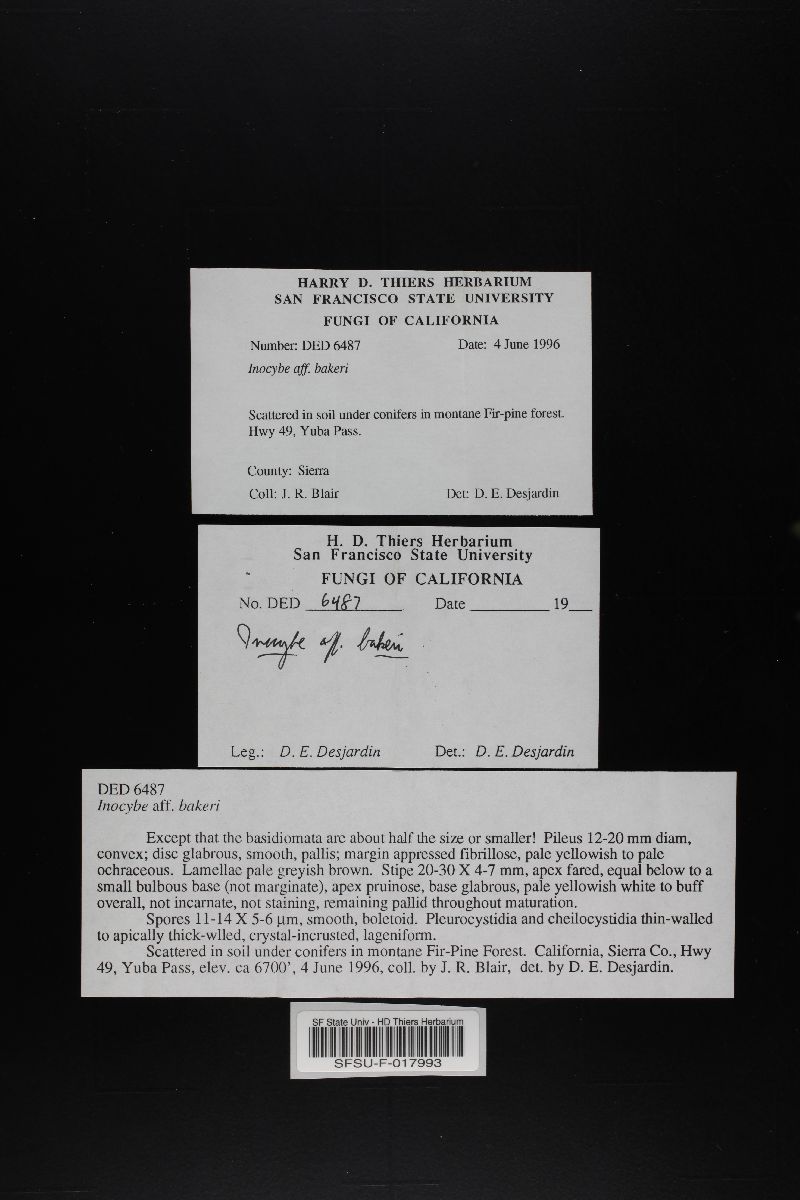 HARRY D. THIERS HERBARIUM
SAN FRANCISCO STATE UNIVERSITY
FUNGI OF CALIFORNIA
Number: DED 6487 Date: 4 June 1996
Inocybe aff. bakeri
Scattered in soil under conifers in montane Fir-pine forest.
Hwy 49, Yuba Pass.
County: Sierra
Coll: J. R. Blair Det: D. E. Desjardin
H. D. Thiers Herbarium
San Francisco State University
FUNGI OF CALIFORNIA
No. DED 6487 Date 19
Inocybe aff. bakeri
Leg.: D. E. Desjardin Det.: D. E. Desjardin
DED 6487
Inocybe aff. bakeri
Except that the basidiomata are about half the size or smaller! Pileus 12-20 mm diam,
convex; disc glabrous, smooth, pallis; margin appressed fibrillose, pale yellowish to pale
ochraceous. Lamellae pale greyish brown. Stipe 20-30 X 4-7 mm, apex fared, equal below to a
small bulbous base (not marginate), apex pruinose, base glabrous, pale yellowish white to buff
overall, not incarnate, not staining, remaining pallid throughout maturation.
Spores 11-14 X 5-6 µm, smooth, boletoid. Pleurocystidia and cheilocystidia thin-walled
to apically thick-wlled, crystal-incrusted, lageniform.
Scattered in soil under conifers in montane Fir-Pine Forest. California, Sierra Co., Hwy
49, Yuba Pass, elev. ca 6700', 4 June 1996, coll. by J. R. Blair, det. by D. E. Desjardin.
SF State Univ - HD Thiers Herbarium
SFSU-F-017993